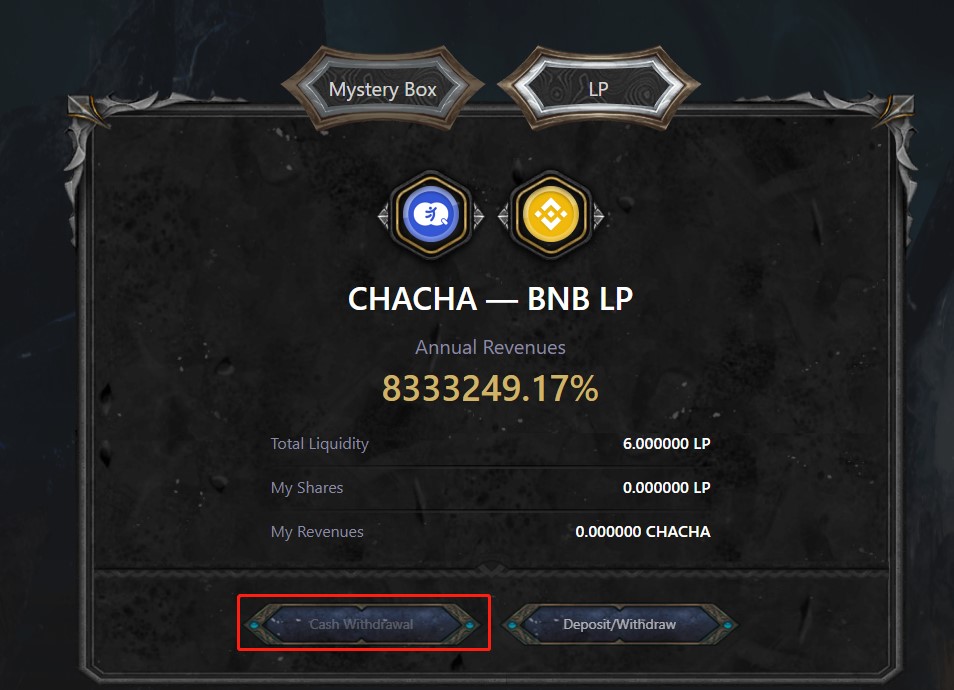 Mystery Box LP
CHACHA — BNB LP
Annual Revenues
8333249.17%
Total Liquidity 6.000000 LP
My Shares 0.000000 LP
My Revenues 0.000000 CHACHA
Cash Withdrawal Deposit/Withdraw